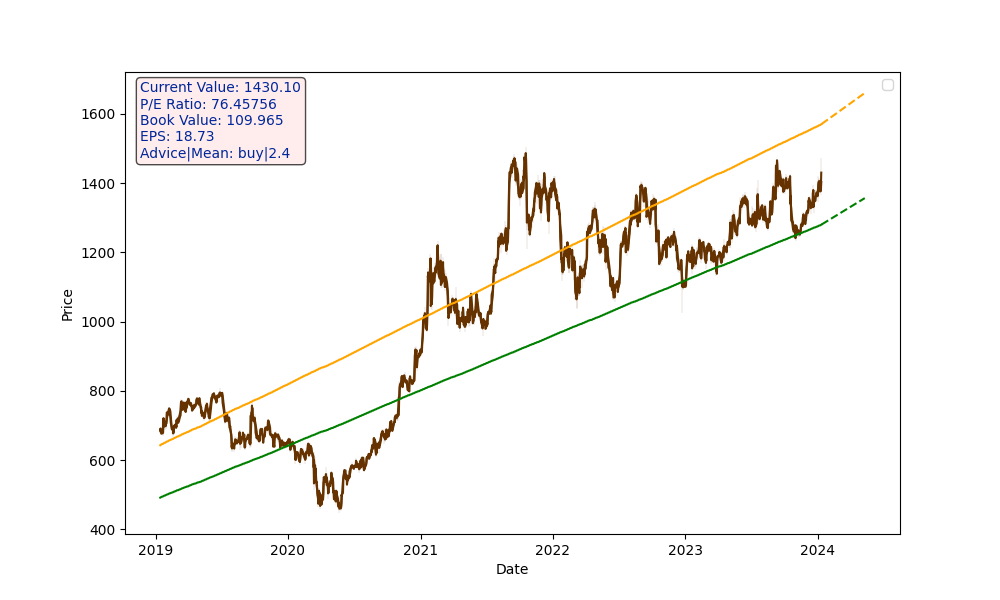 Current Value: 1430.10
P/E Ratio: 76.45756
Book Value: 109.965
EPS: 18.73
Advice|Mean: buy|2.4
1600
1400
1200
1000
800
600
400
Price
2019 2020 2021 2022 2023 2024
Date